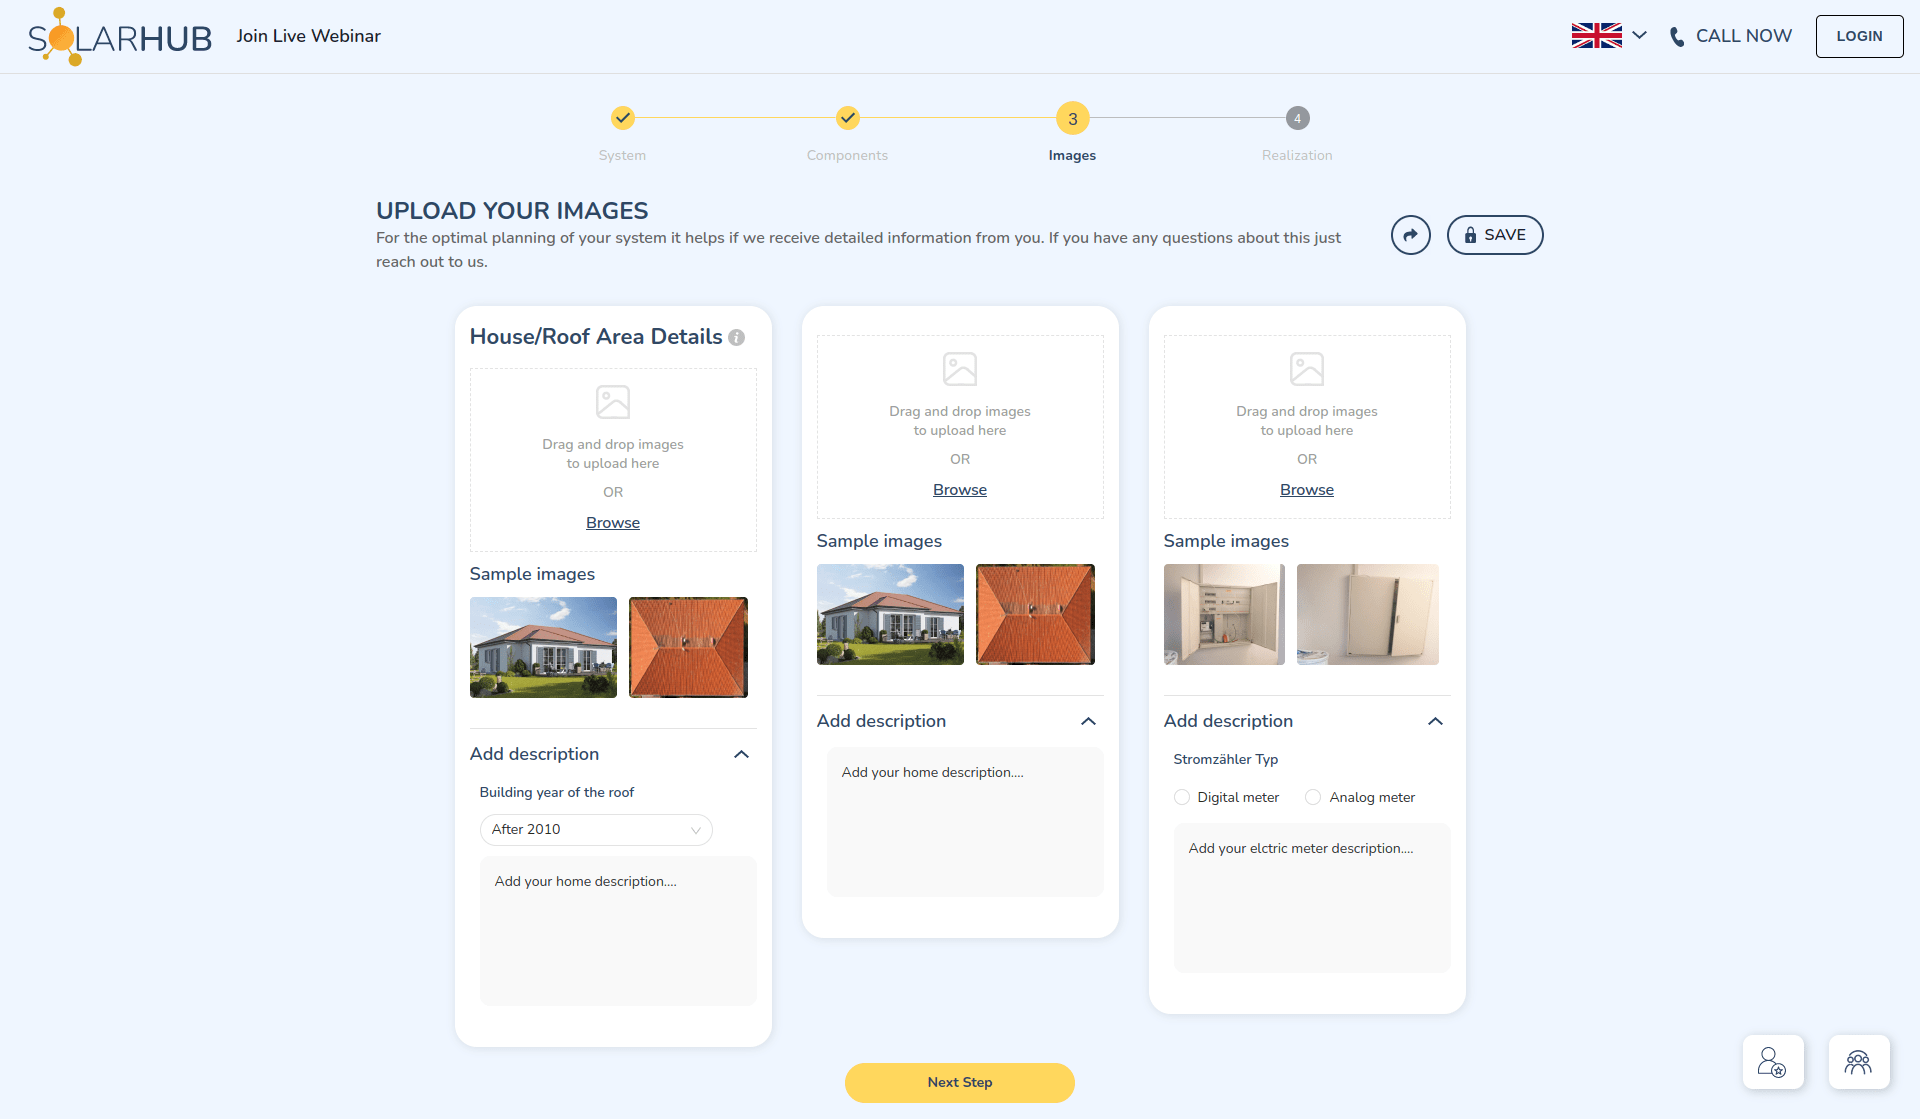 SOLARHUB
Join Live Webinar
CALL NOW
LOGIN
3
4
System
Components
Images
Realization
UPLOAD YOUR IMAGES
For the optimal planning of your system it helps if we receive detailed information from you. If you have any questions about this just
reach out to us.
SAVE
House/Roof Area Details
i
Drag and drop images
to upload here
OR
Browse
Sample images
Add description
Building year of the roof
After 2010
Add your home description....
Drag and drop images
to upload here
OR
Browse
Sample images
Add description
Add your home description....
Drag and drop images
to upload here
OR
Browse
Sample images
Add description
Stromzähler Typ
Digital meter
Analog meter
Add your elctric meter description....
Next Step